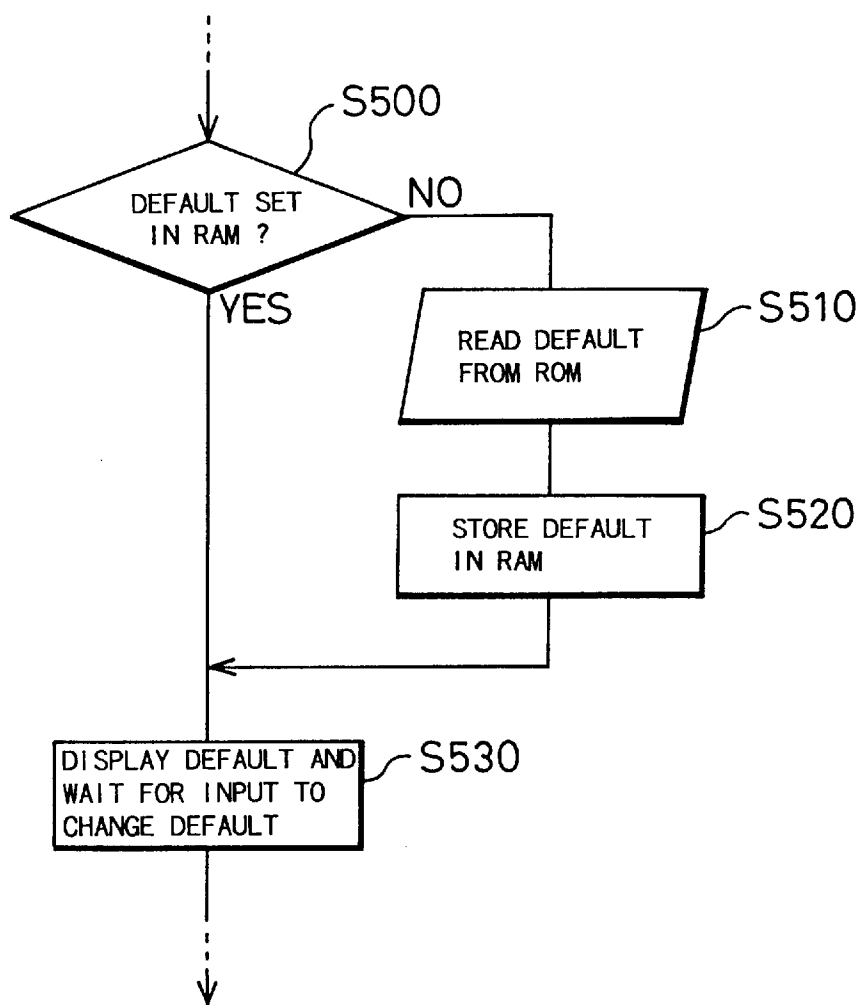 S500
DEFAULT SET
IN RAM ?
NO
YES
S510
READ DEFAULT
FROM ROM
S520
STORE DEFAULT
IN RAM
S530
DISPLAY DEFAULT AND
WAIT FOR INPUT TO
CHANGE DEFAULT